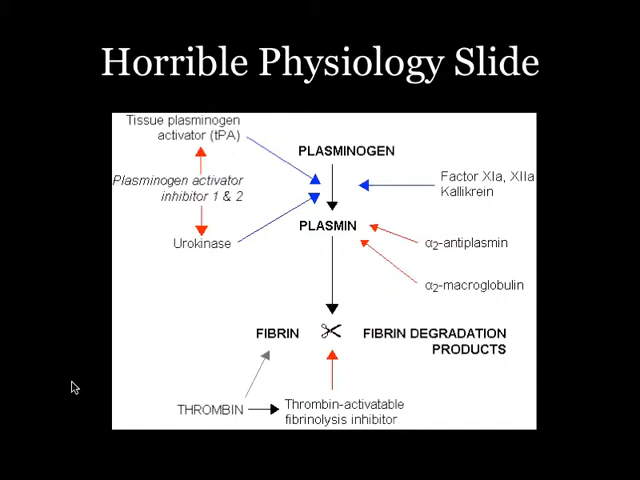 Horrible Physiology Slide
Tissue plasminogen
activator (tPA)
PLASMINOGEN
Plasminogen activator
inhibitor 1 & 2
Factor XIa, XIIa
Kallikrein
Urokinase
PLASMIN
α2-antiplasmin
α2-macroglobulin
FIBRIN
FIBRIN DEGRADATION
PRODUCTS
THROMBIN
Thrombin-activatable
fibrinolysis inhibitor